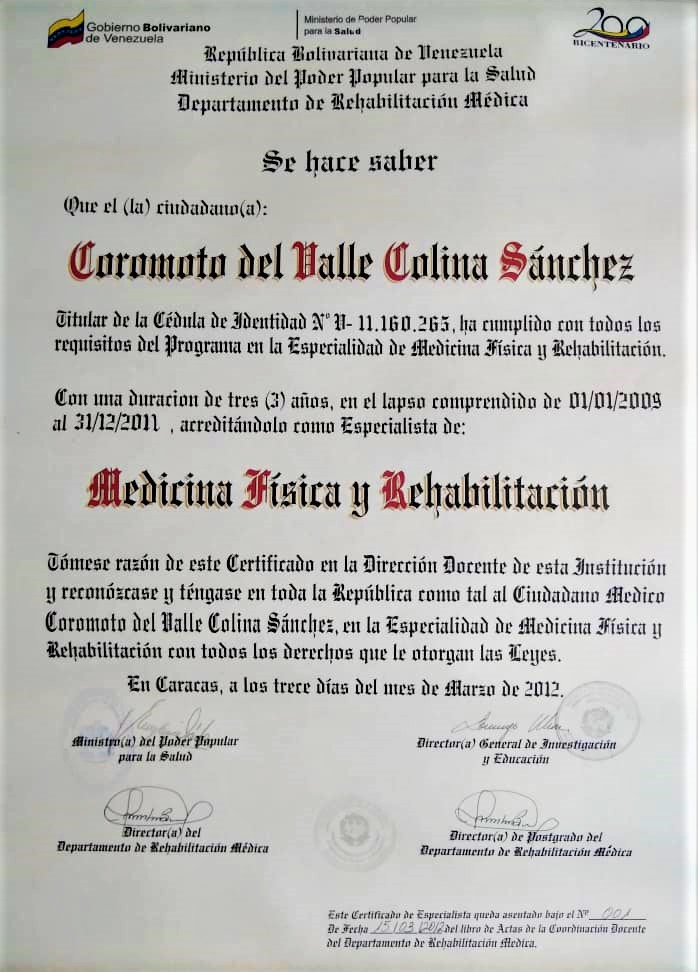 Gobierno Bolivariano
de Venezuela
Ministerio de Poder Popular
para la Salud
200
BICENTENARIO
República Bolivariana de Venezuela
Ministerio del Poder Popular para la Salud
Departamento de Rehabilitación Médica
Se hace saber
Que el (la) ciudadano(a):
Coromoto del Valle Colina Sánchez
Titular de la Cédula de Identidad Nº V- 11.160.265, ha cumplido con todos los
requisitos del Programa en la Especialidad de Medicina Física y Rehabilitación.
Con una duracion de tres (3) años, en el lapso comprendido de 01/01/2009
al 31/12/2011 , acreditándolo como Especialista de:
Medicina Física y Rehabilitación
Tómese razón de este Certificado en la Dirección Docente de esta Institución
y reconózcase y téngase en toda la República como tal al Ciudadano Medico
Coromoto del Valle Colina Sánchez, en la Especialidad de Medicina Física y
Rehabilitación con todos los derechos que le otorgan las Leyes.
En Caracas, a los trece días del mes de Marzo de 2012.
Ministro(a) del Poder Popular
para la Salud
Director(a) General de Investigación
y Educación
Director(a) del
Departamento de Rehabilitación Médica
Director(a) de Postgrado del
Departamento de Rehabilitación Médica
Este Certificado de Especialista queda asentado bajo el Nº 001
De Fecha 15/03/2012 del libro de Actas de la Coordinación Docente
del Departamento de Rehabilitación Medica.